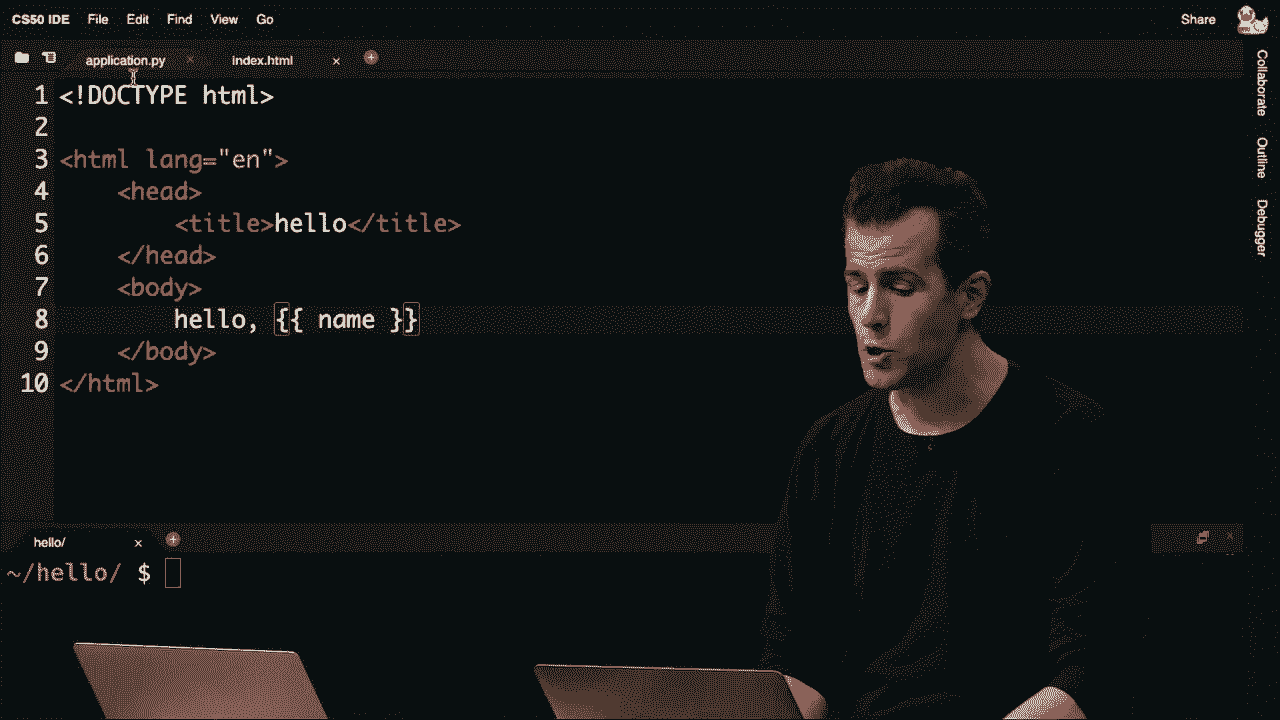 CS50 IDE File Edit Find View Go Share
application.py × index.html ×
1 <!DOCTYPE html>
2
3 <html lang="en">
4 <head>
5 <title>hello</title>
6 </head>
7 <body>
8 hello, {{ name }}
9 </body>
10 </html>
Collaborate
Outline
Debugger
hello/ ×
~/hello/ $